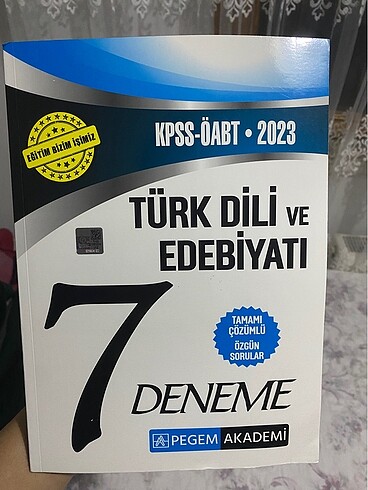 EĞİTİM BİZİM İŞİMİZ
KPSS-ÖABT • 2023
TÜRK DİLİ VE
EDEBİYATI
TAMAMI
ÇÖZÜMLÜ
ÖZGÜN
SORULAR
7
DENEME
PEGEM AKADEMİ